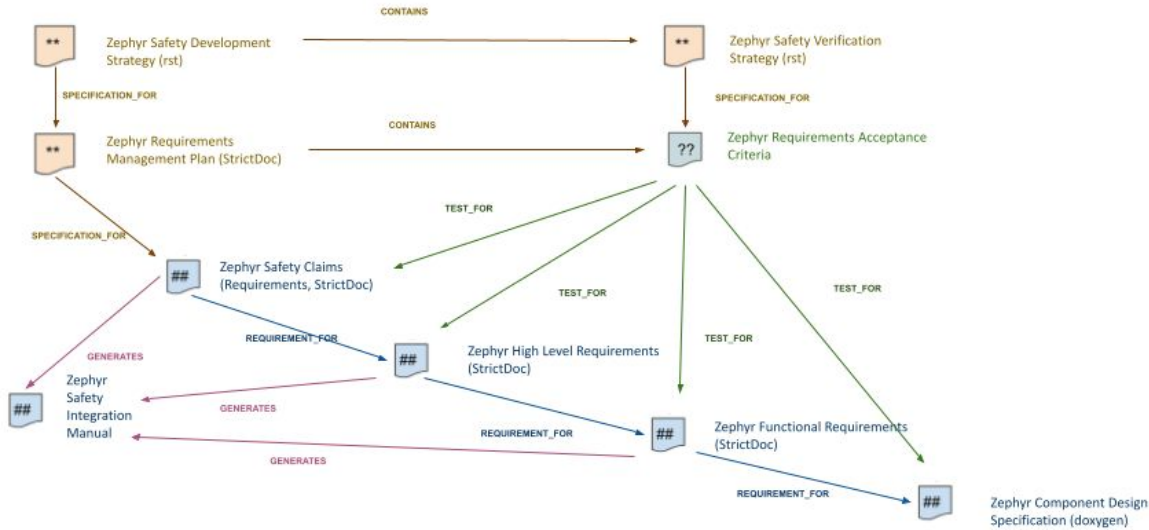 CONTAINS
**
Zephyr Safety Development
Strategy (rst)
**
Zephyr Safety Verification
Strategy (rst)
SPECIFICATION_FOR
SPECIFICATION_FOR
CONTAINS
**
Zephyr Requirements
Management Plan (StrictDoc)
??
Zephyr Requirements Acceptance
Criteria
TEST_FOR
SPECIFICATION_FOR
##
Zephyr Safety Claims
(Requirements, StrictDoc)
TEST_FOR
TEST_FOR
REQUIREMENT_FOR
TEST_FOR
GENERATES
##
Zephyr High Level Requirements
(StrictDoc)
##
Zephyr
Safety
Integration
Manual
GENERATES
REQUIREMENT_FOR
##
Zephyr Functional Requirements
(StrictDoc)
GENERATES
REQUIREMENT_FOR
##
Zephyr Component Design
Specification (doxygen)